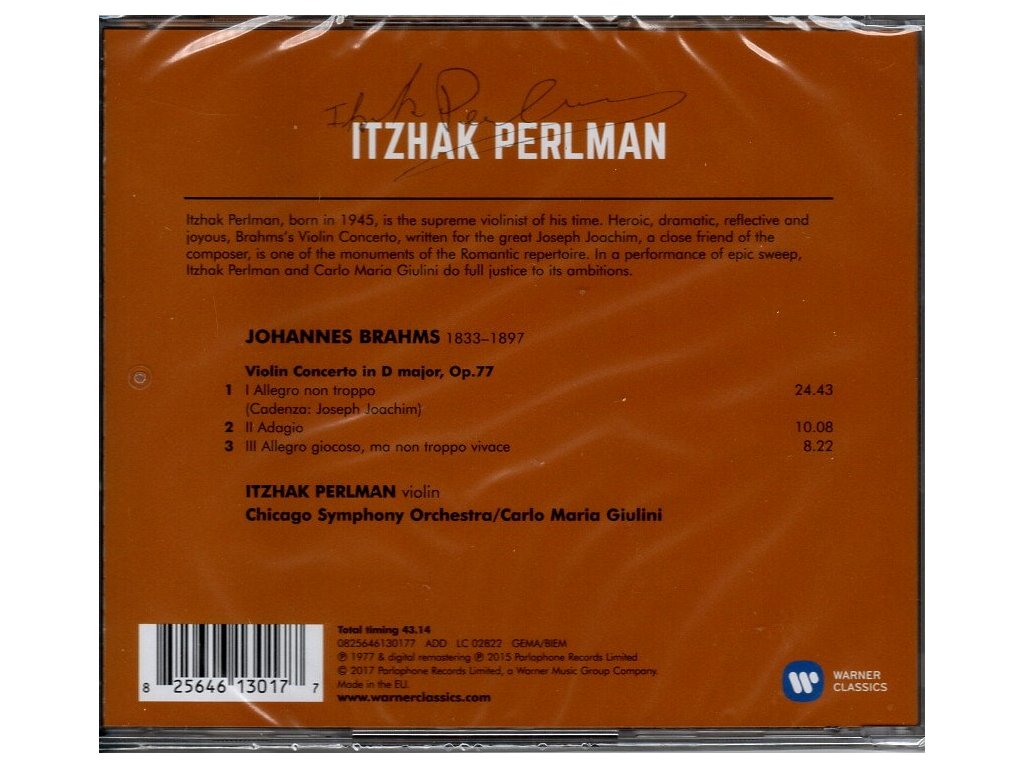 Itzhak Perlman
ITZHAK PERLMAN
Itzhak Perlman, born in 1945, is the supreme violinist of his time. Heroic, dramatic, reflective and
joyous, Brahms's Violin Concerto, written for the great Joseph Joachim, a close friend of the
composer, is one of the monuments of the Romantic repertoire. In a performance of epic sweep,
Itzhak Perlman and Carlo Maria Giulini do full justice to its ambitions.
JOHANNES BRAHMS 1833–1897
Violin Concerto in D major, Op.77
1 I Allegro non troppo 24.43
(Cadenza: Joseph Joachim)
2 II Adagio 10.08
3 III Allegro giocoso, ma non troppo vivace 8.22
ITZHAK PERLMAN violin
Chicago Symphony Orchestra/Carlo Maria Giulini
Total timing 43.14
0825646130177 ADD LC 02822 GEMA/BIEM
℗ 1977 & digital remastering ℗ 2015 Parlophone Records Limited
© 2017 Parlophone Records Limited, a Warner Music Group Company.
Made in the EU.
www.warnerclassics.com
8 25646 13017 7
WARNER
CLASSICS